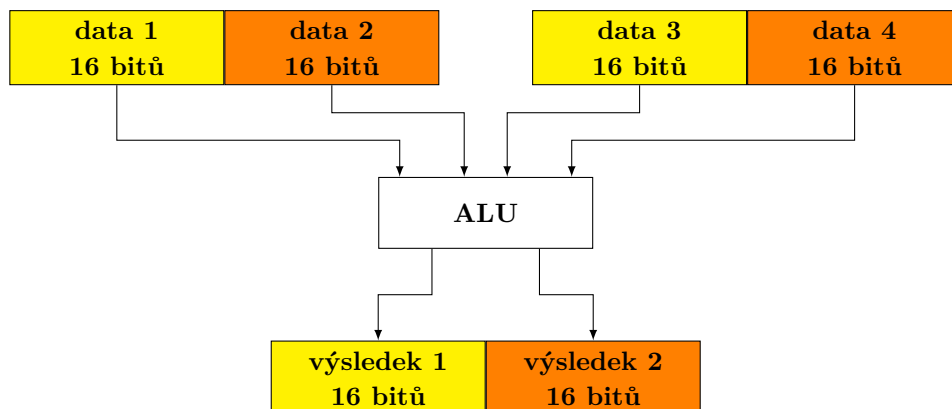 data 1
16 bitů
data 2
16 bitů
data 3
16 bitů
data 4
16 bitů
ALU
výsledek 1
16 bitů
výsledek 2
16 bitů